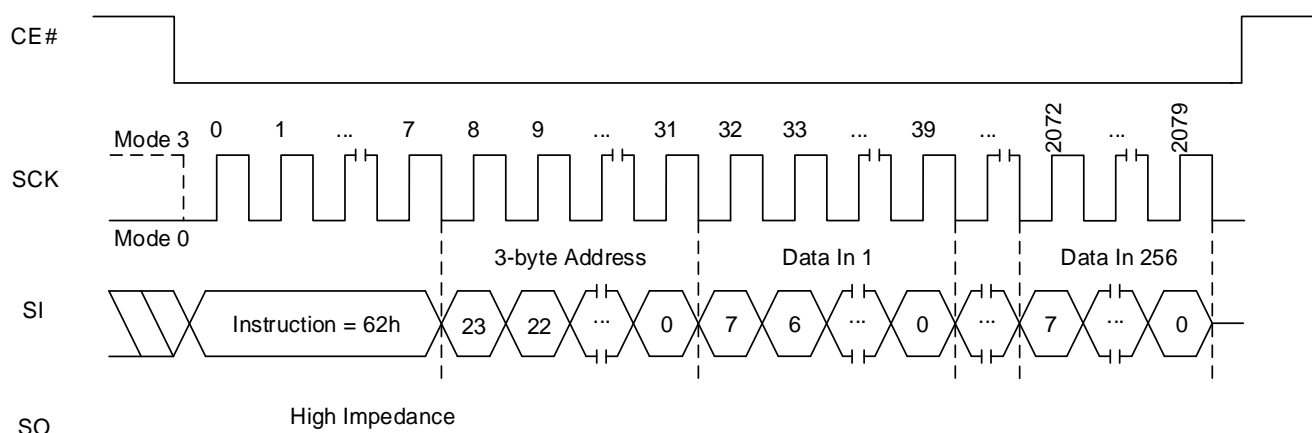 CE#
Mode 3 0 1 ... 7 8 9 ... 31 32 33 ... 39 ... 2072 ... 2079
SCK
Mode 0
3-byte Address Data In 1 Data In 256
SI Instruction = 62h 23 22 ... 0 7 6 ... 0 ... 7 ... 0
High Impedance
SO